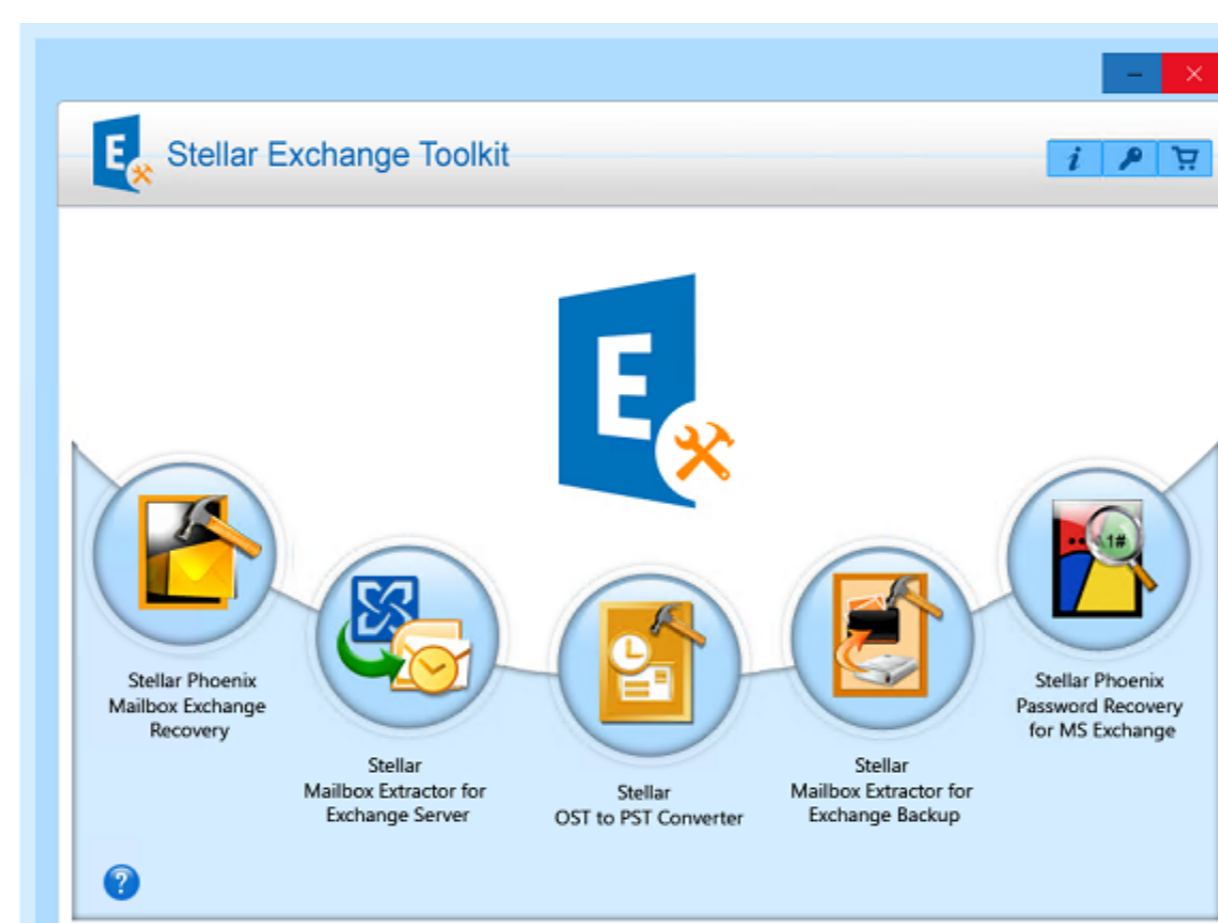 Stellar Exchange Toolkit
Stellar Phoenix
Mailbox Exchange
Recovery
Stellar
Mailbox Extractor for
Exchange Server
Stellar
OST to PST Converter
Stellar
Mailbox Extractor for
Exchange Backup
1#
Stellar Phoenix
Password Recovery
for MS Exchange
E
E
i
?